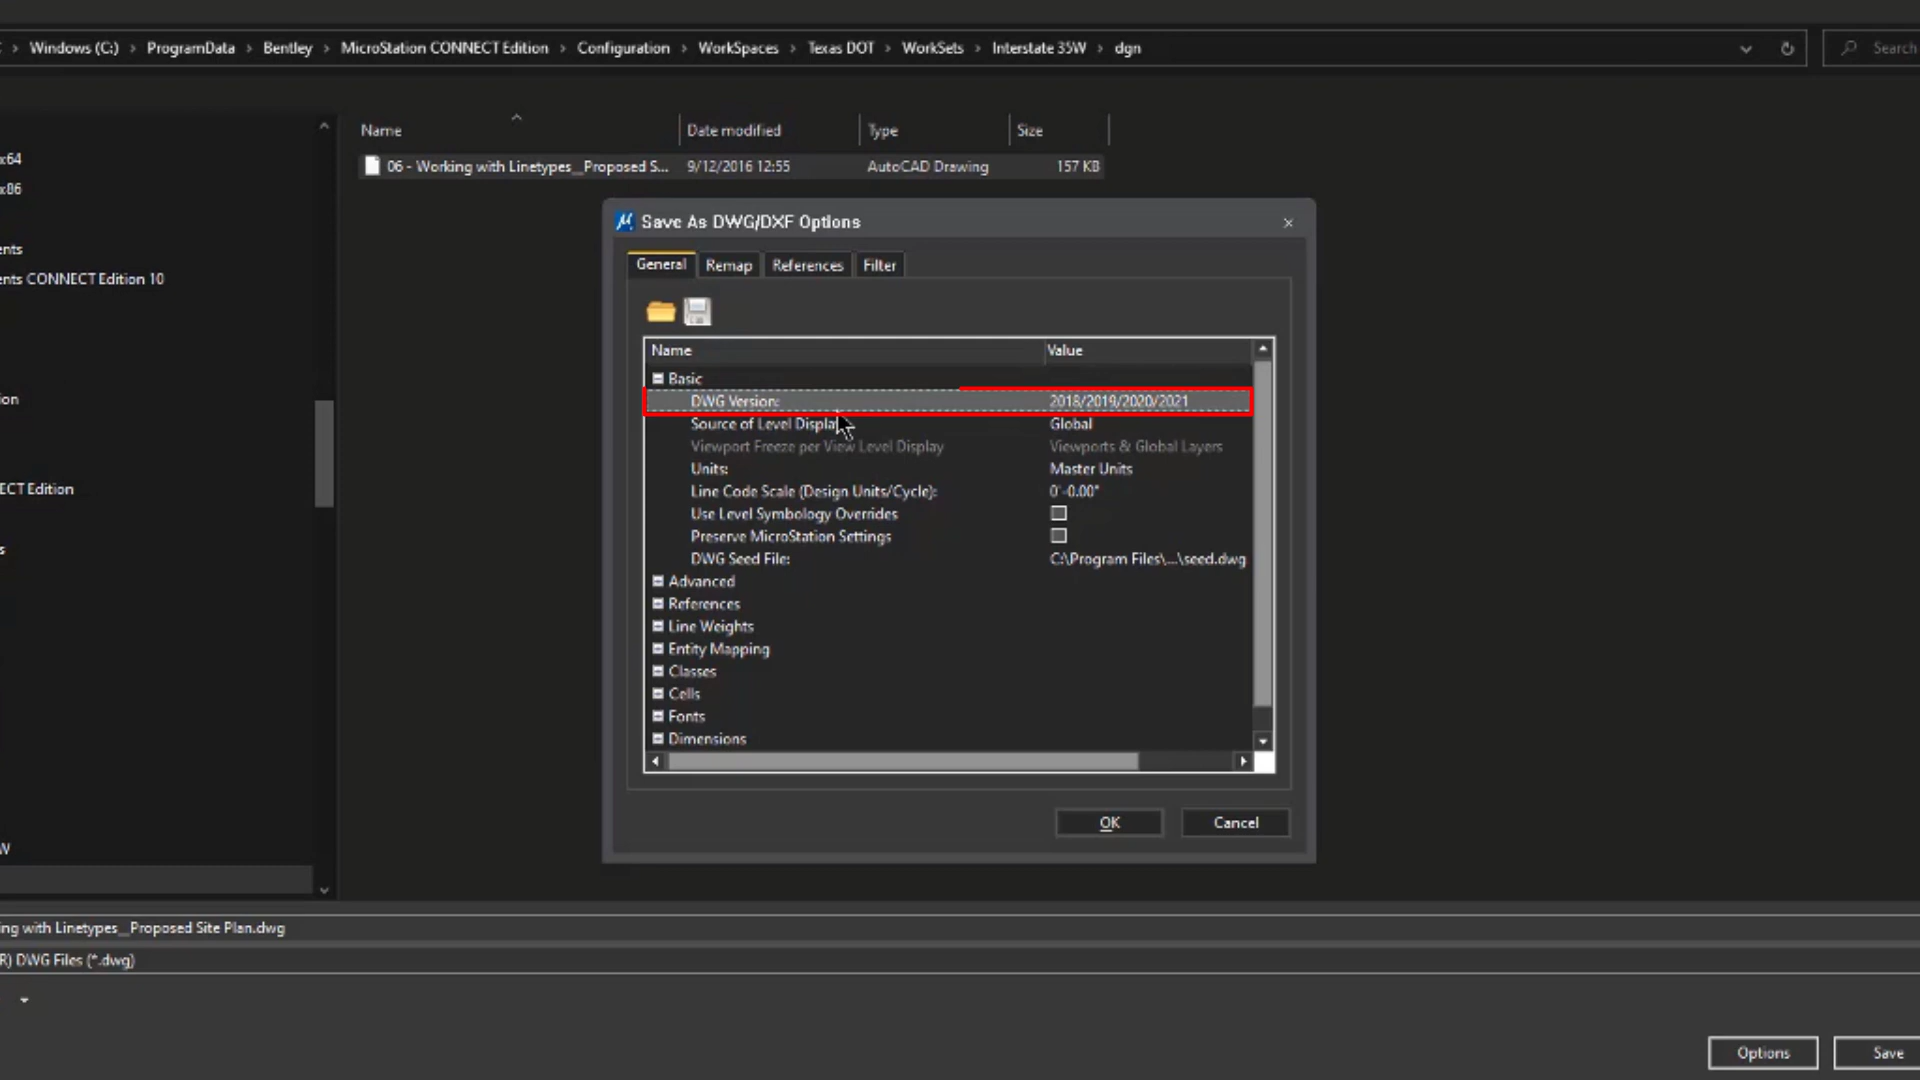 Windows (C:) › ProgramData › Bentley › MicroStation CONNECT Edition › Configuration › WorkSpaces › Texas DOT › WorkSets › Interstate 35W › dgn
Search
Name Date modified Type Size
06 - Working with Linetypes__Proposed S... 9/12/2016 12:55 AutoCAD Drawing 157 KB
x64
x86
ents
ents CONNECT Edition 10
ion
ECT Edition
s
W
Save As DWG/DXF Options
General Remap References Filter
Name Value
Basic
DWG Version: 2018/2019/2020/2021
Source of Level Display Global
Viewport Freeze per View Level Display Viewports & Global Layers
Units: Master Units
Line Code Scale (Design Units/Cycle): 0'-0.00"
Use Level Symbology Overrides
Preserve MicroStation Settings
DWG Seed File: C:\Program Files\...\seed.dwg
Advanced
References
Line Weights
Entity Mapping
Classes
Cells
Fonts
Dimensions
OK Cancel
ing with Linetypes__Proposed Site Plan.dwg
R) DWG Files (*.dwg)
Options Save